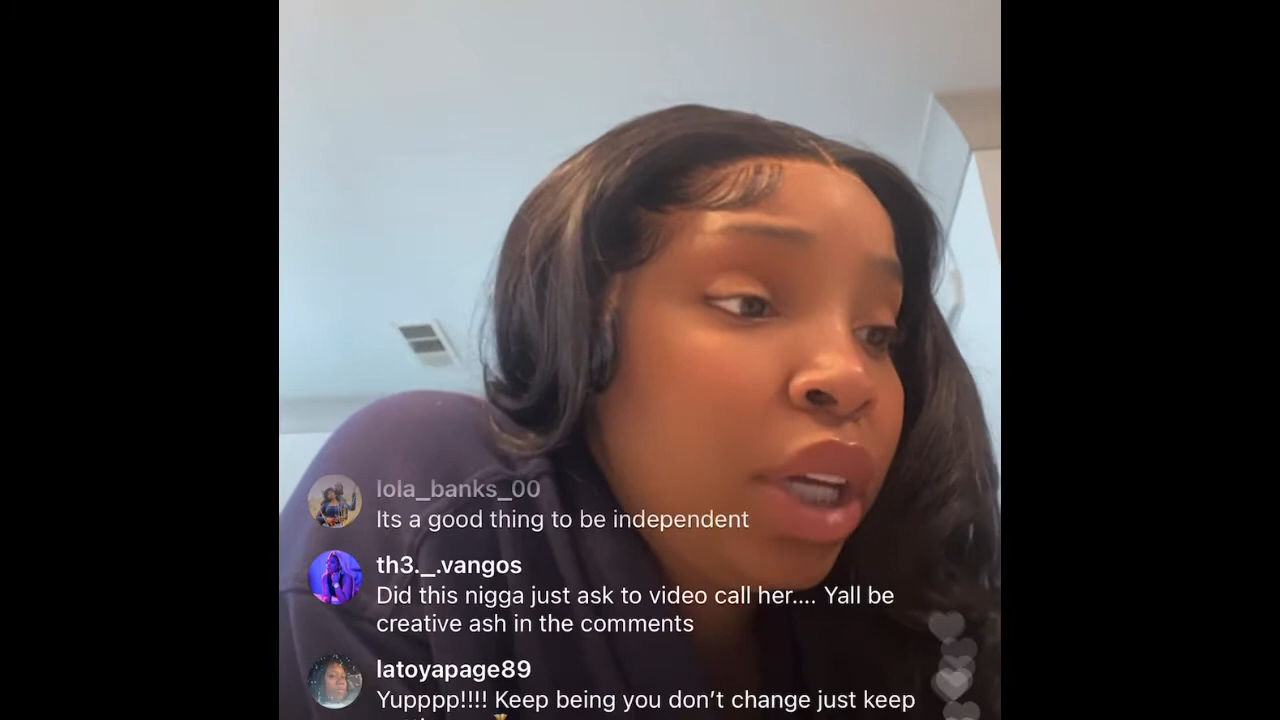 lola_banks_00
Its a good thing to be independent
th3._.vangos
Did this nigga just ask to video call her.... Yall be
creative ash in the comments
latoyapage89
Yupppp!!!! Keep being you don't change just keep